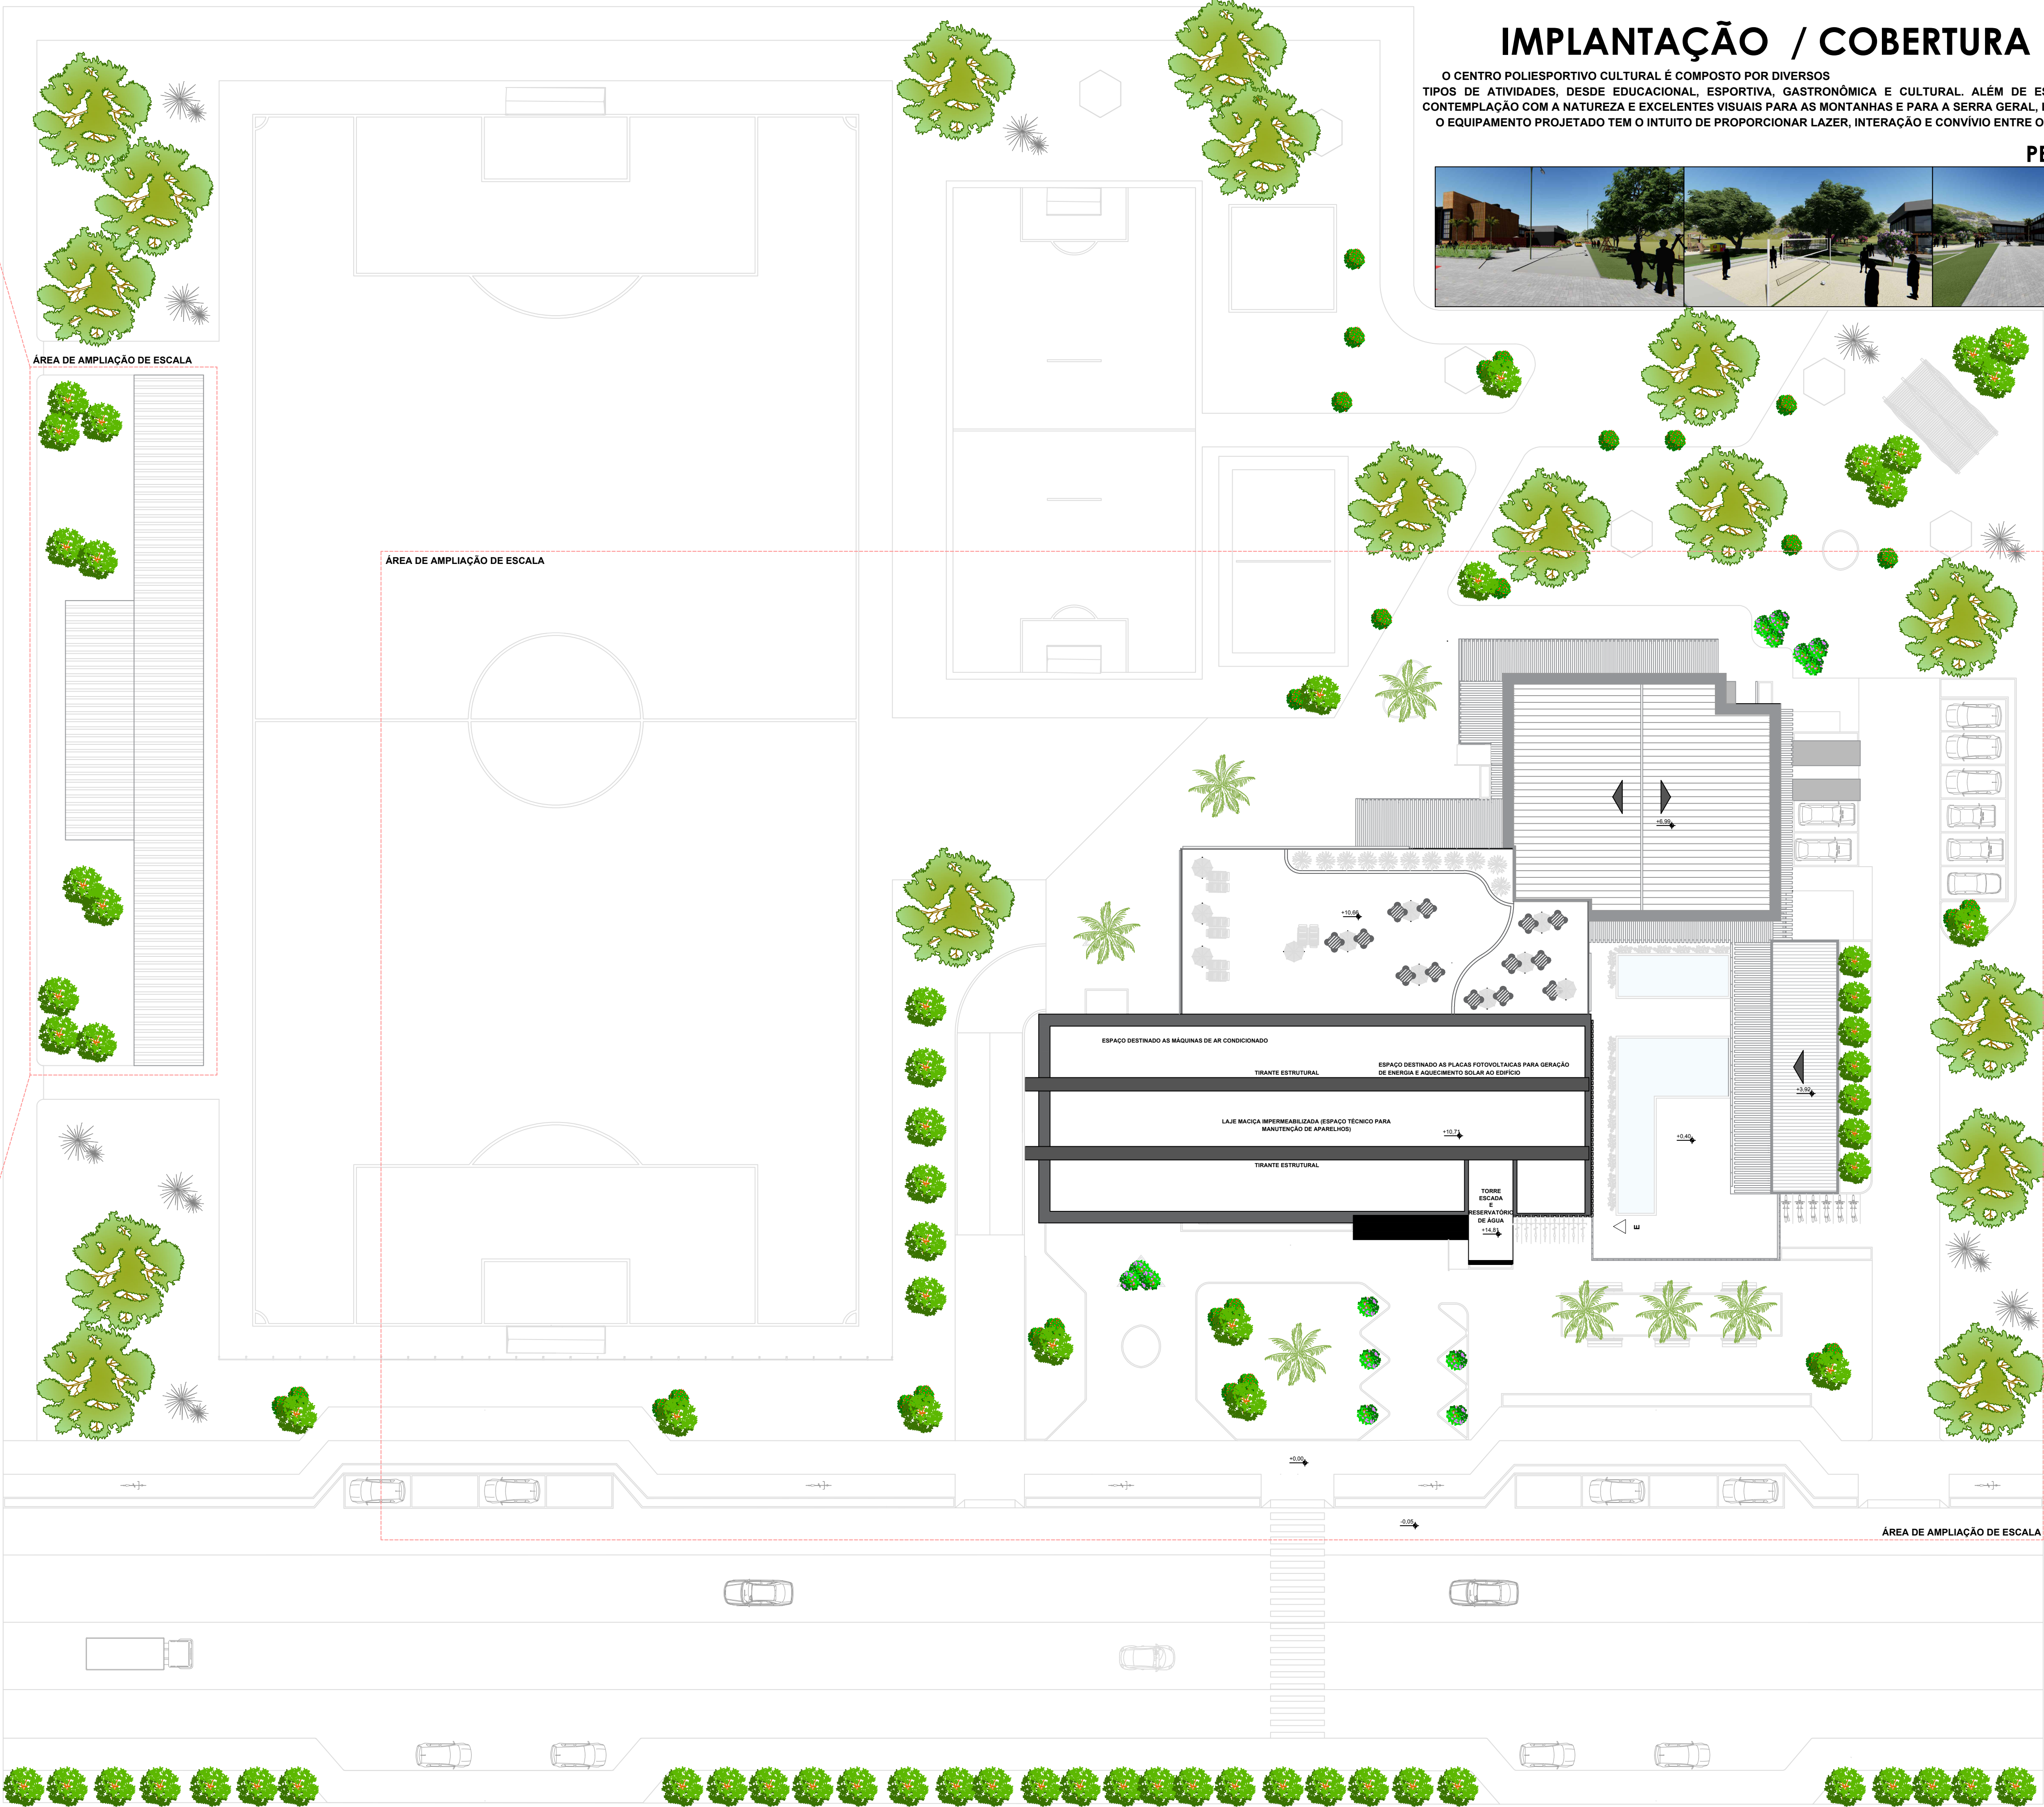 IMPLANTAÇÃO / COBERTURA
O CENTRO POLIESPORTIVO CULTURAL É COMPOSTO POR DIVERSOS
TIPOS DE ATIVIDADES, DESDE EDUCACIONAL, ESPORTIVA, GASTRONÔMICA E CULTURAL. ALÉM DE
CONTEMPLAÇÃO COM A NATUREZA E EXCELENTES VISUAIS PARA AS MONTANHAS E PARA A SERRA GERAL,
O EQUIPAMENTO PROJETADO TEM O INTUITO DE PROPORCIONAR LAZER, INTERAÇÃO E CONVÍVIO ENTRE
ÁREA DE AMPLIAÇÃO DE ESCALA
ÁREA DE AMPLIAÇÃO DE ESCALA
+6,99
+10,66
ESPAÇO DESTINADO AS MÁQUINAS DE AR CONDICIONADO
ESPAÇO DESTINADO AS PLACAS FOTOVOLTAICAS PARA GERAÇÃO
DE ENERGIA E AQUECIMENTO SOLAR AO EDIFÍCIO
TIRANTE ESTRUTURAL
+3,92
LAJE MACIÇA IMPERMEABILIZADA (ESPAÇO TÉCNICO PARA
MANUTENÇÃO DE APARELHOS)
+10,71
+0,40
TIRANTE ESTRUTURAL
TORRE
ESCADA
E
RESERVATÓRIO
DE ÁGUA
+14,81
E
+0,00
-0,05
ÁREA DE AMPLIAÇÃO DE ESCALA